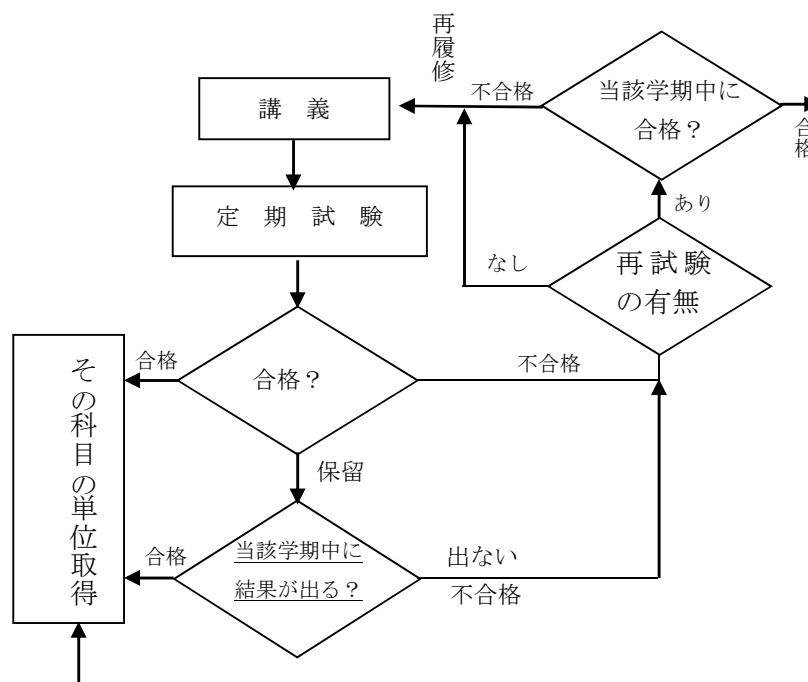 再履修
講　義
不合格
当該学期中に
合格？
合格
定　期　試　験
あり
なし
再試験
の有無
その科目の単位取得
合格
合格？
不合格
保留
合格
当該学期中に
結果が出る？
出ない
不合格